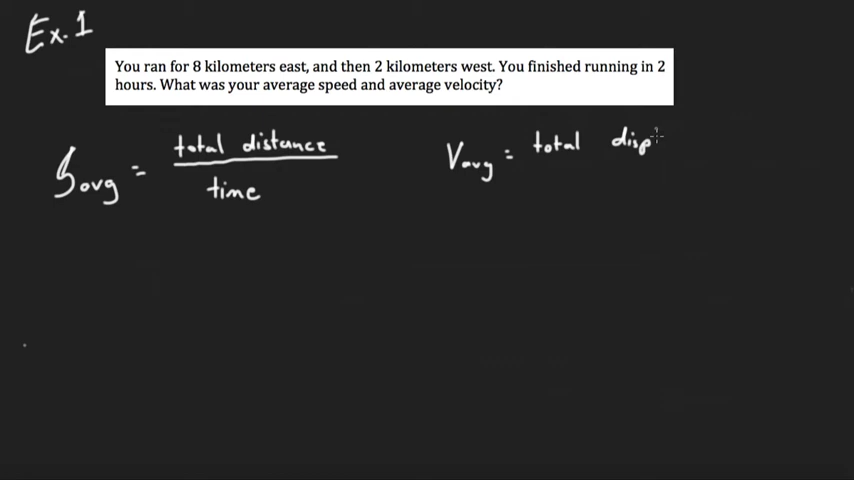 Ex. 1
You ran for 8 kilometers east, and then 2 kilometers west. You finished running in 2
hours. What was your average speed and average velocity?
Savg = total distance / time
Vavg = total disp